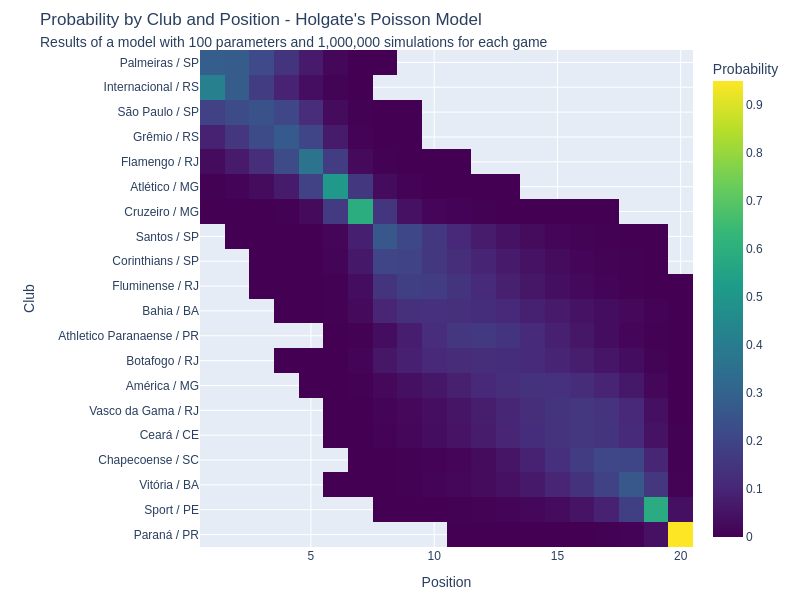 Probability by Club and Position - Holgate's Poisson Model
Results of a model with 100 parameters and 1,000,000 simulations for each game
Probability
Club
Palmeiras / SP
Internacional / RS
São Paulo / SP
Grêmio / RS
Flamengo / RJ
Atlético / MG
Cruzeiro / MG
Santos / SP
Corinthians / SP
Fluminense / RJ
Bahia / BA
Athletico Paranaense / PR
Botafogo / RJ
América / MG
Vasco da Gama / RJ
Ceará / CE
Chapecoense / SC
Vitória / BA
Sport / PE
Paraná / PR
0.9
0.8
0.7
0.6
0.5
0.4
0.3
0.2
0.1
0
5
10
15
20
Position